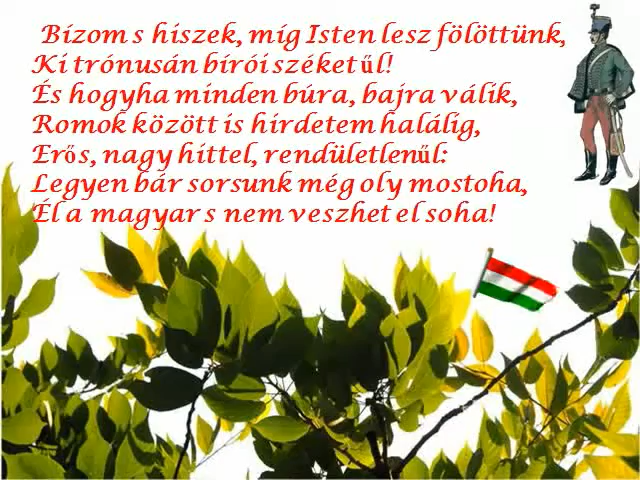 Bízom s hiszek, míg Isten lesz fölöttünk,
Ki trónusán bírói széket űl!
És hogyha minden búra, bajra válik,
Romok között is hirdetem halálig,
Erős, nagy hittel, rendületlenűl:
Legyen bár sorsunk még oly mostoha,
Él a magyar s nem veszhet el soha!